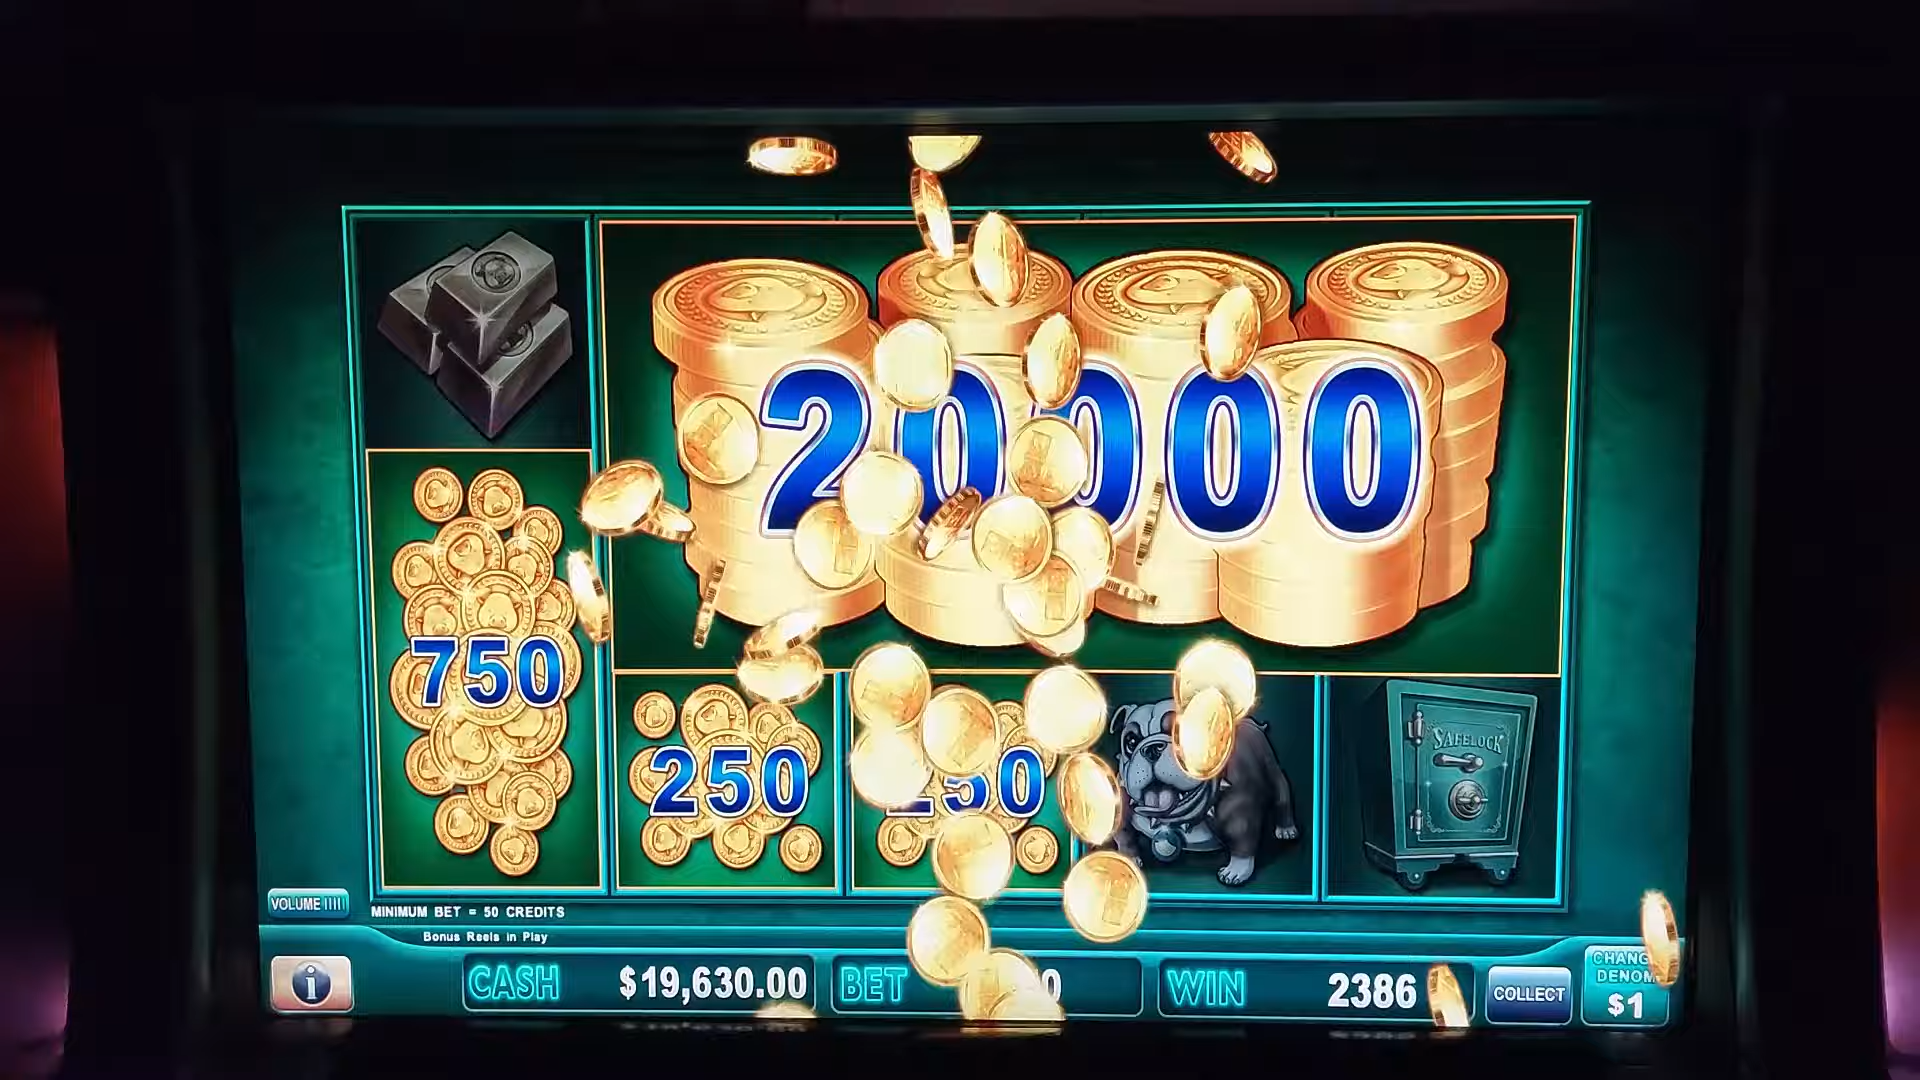 20000
750
250
SAFELOCK
VOLUME
MINIMUM BET = 50 CREDITS
Bonus Reels in Play
i
CASH $19,630.00
BET
WIN 2386
COLLECT
DENOM
$1